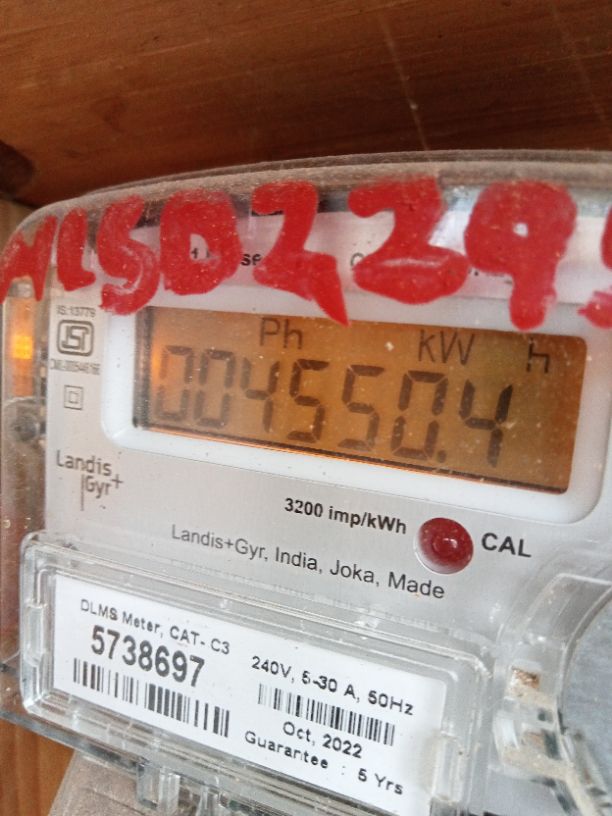 IS:13779
Ph kW h
004550.4
Landis+
Gyr+
3200 imp/kWh
CAL
Landis+Gyr, India, Joka, Made
DLMS Meter, CAT- C3
5738697
240V, 5-30 A, 50Hz
Oct, 2022
Guarantee : 5 Yrs